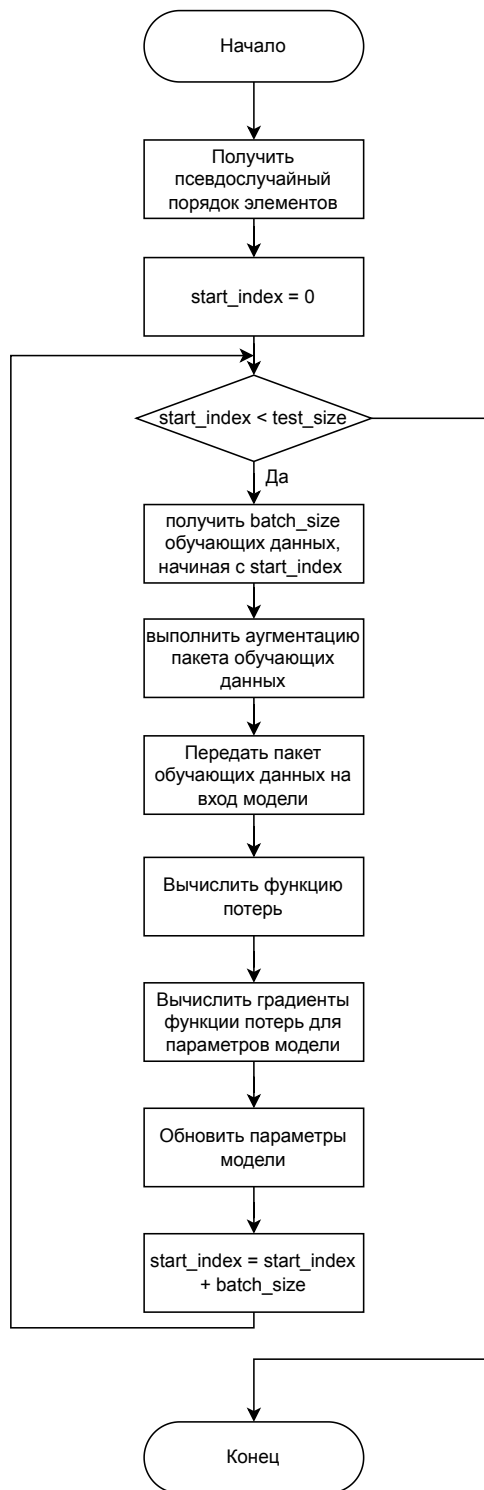 Начало
Получить
псевдослучайный
порядок элементов
start_index = 0
start_index < test_size
Да
получить batch_size
обучающих данных,
начиная с start_index
выполнить аугментацию
пакета обучающих
данных
Передать пакет
обучающих данных на
вход модели
Вычислить функцию
потерь
Вычислить градиенты
функции потерь для
параметров модели
Обновить параметры
модели
start_index = start_index
+ batch_size
Конец